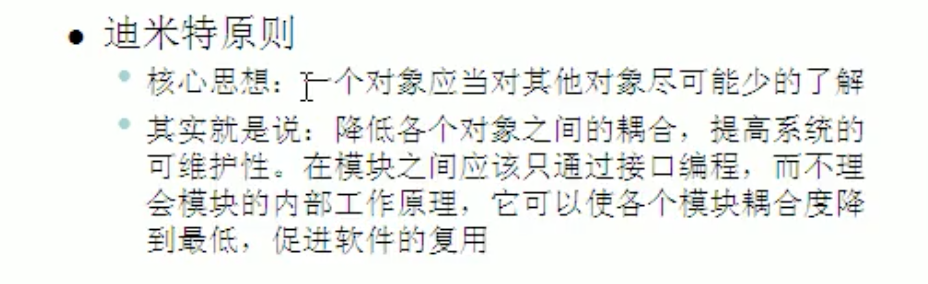 迪米特原则
核心思想：一个对象应当对其他对象尽可能少的了解
其实就是说：降低各个对象之间的耦合，提高系统的
可维护性。在模块之间应该只通过接口编程，而不理
会模块的内部工作原理，它可以使各个模块耦合度降
到最低，促进软件的复用